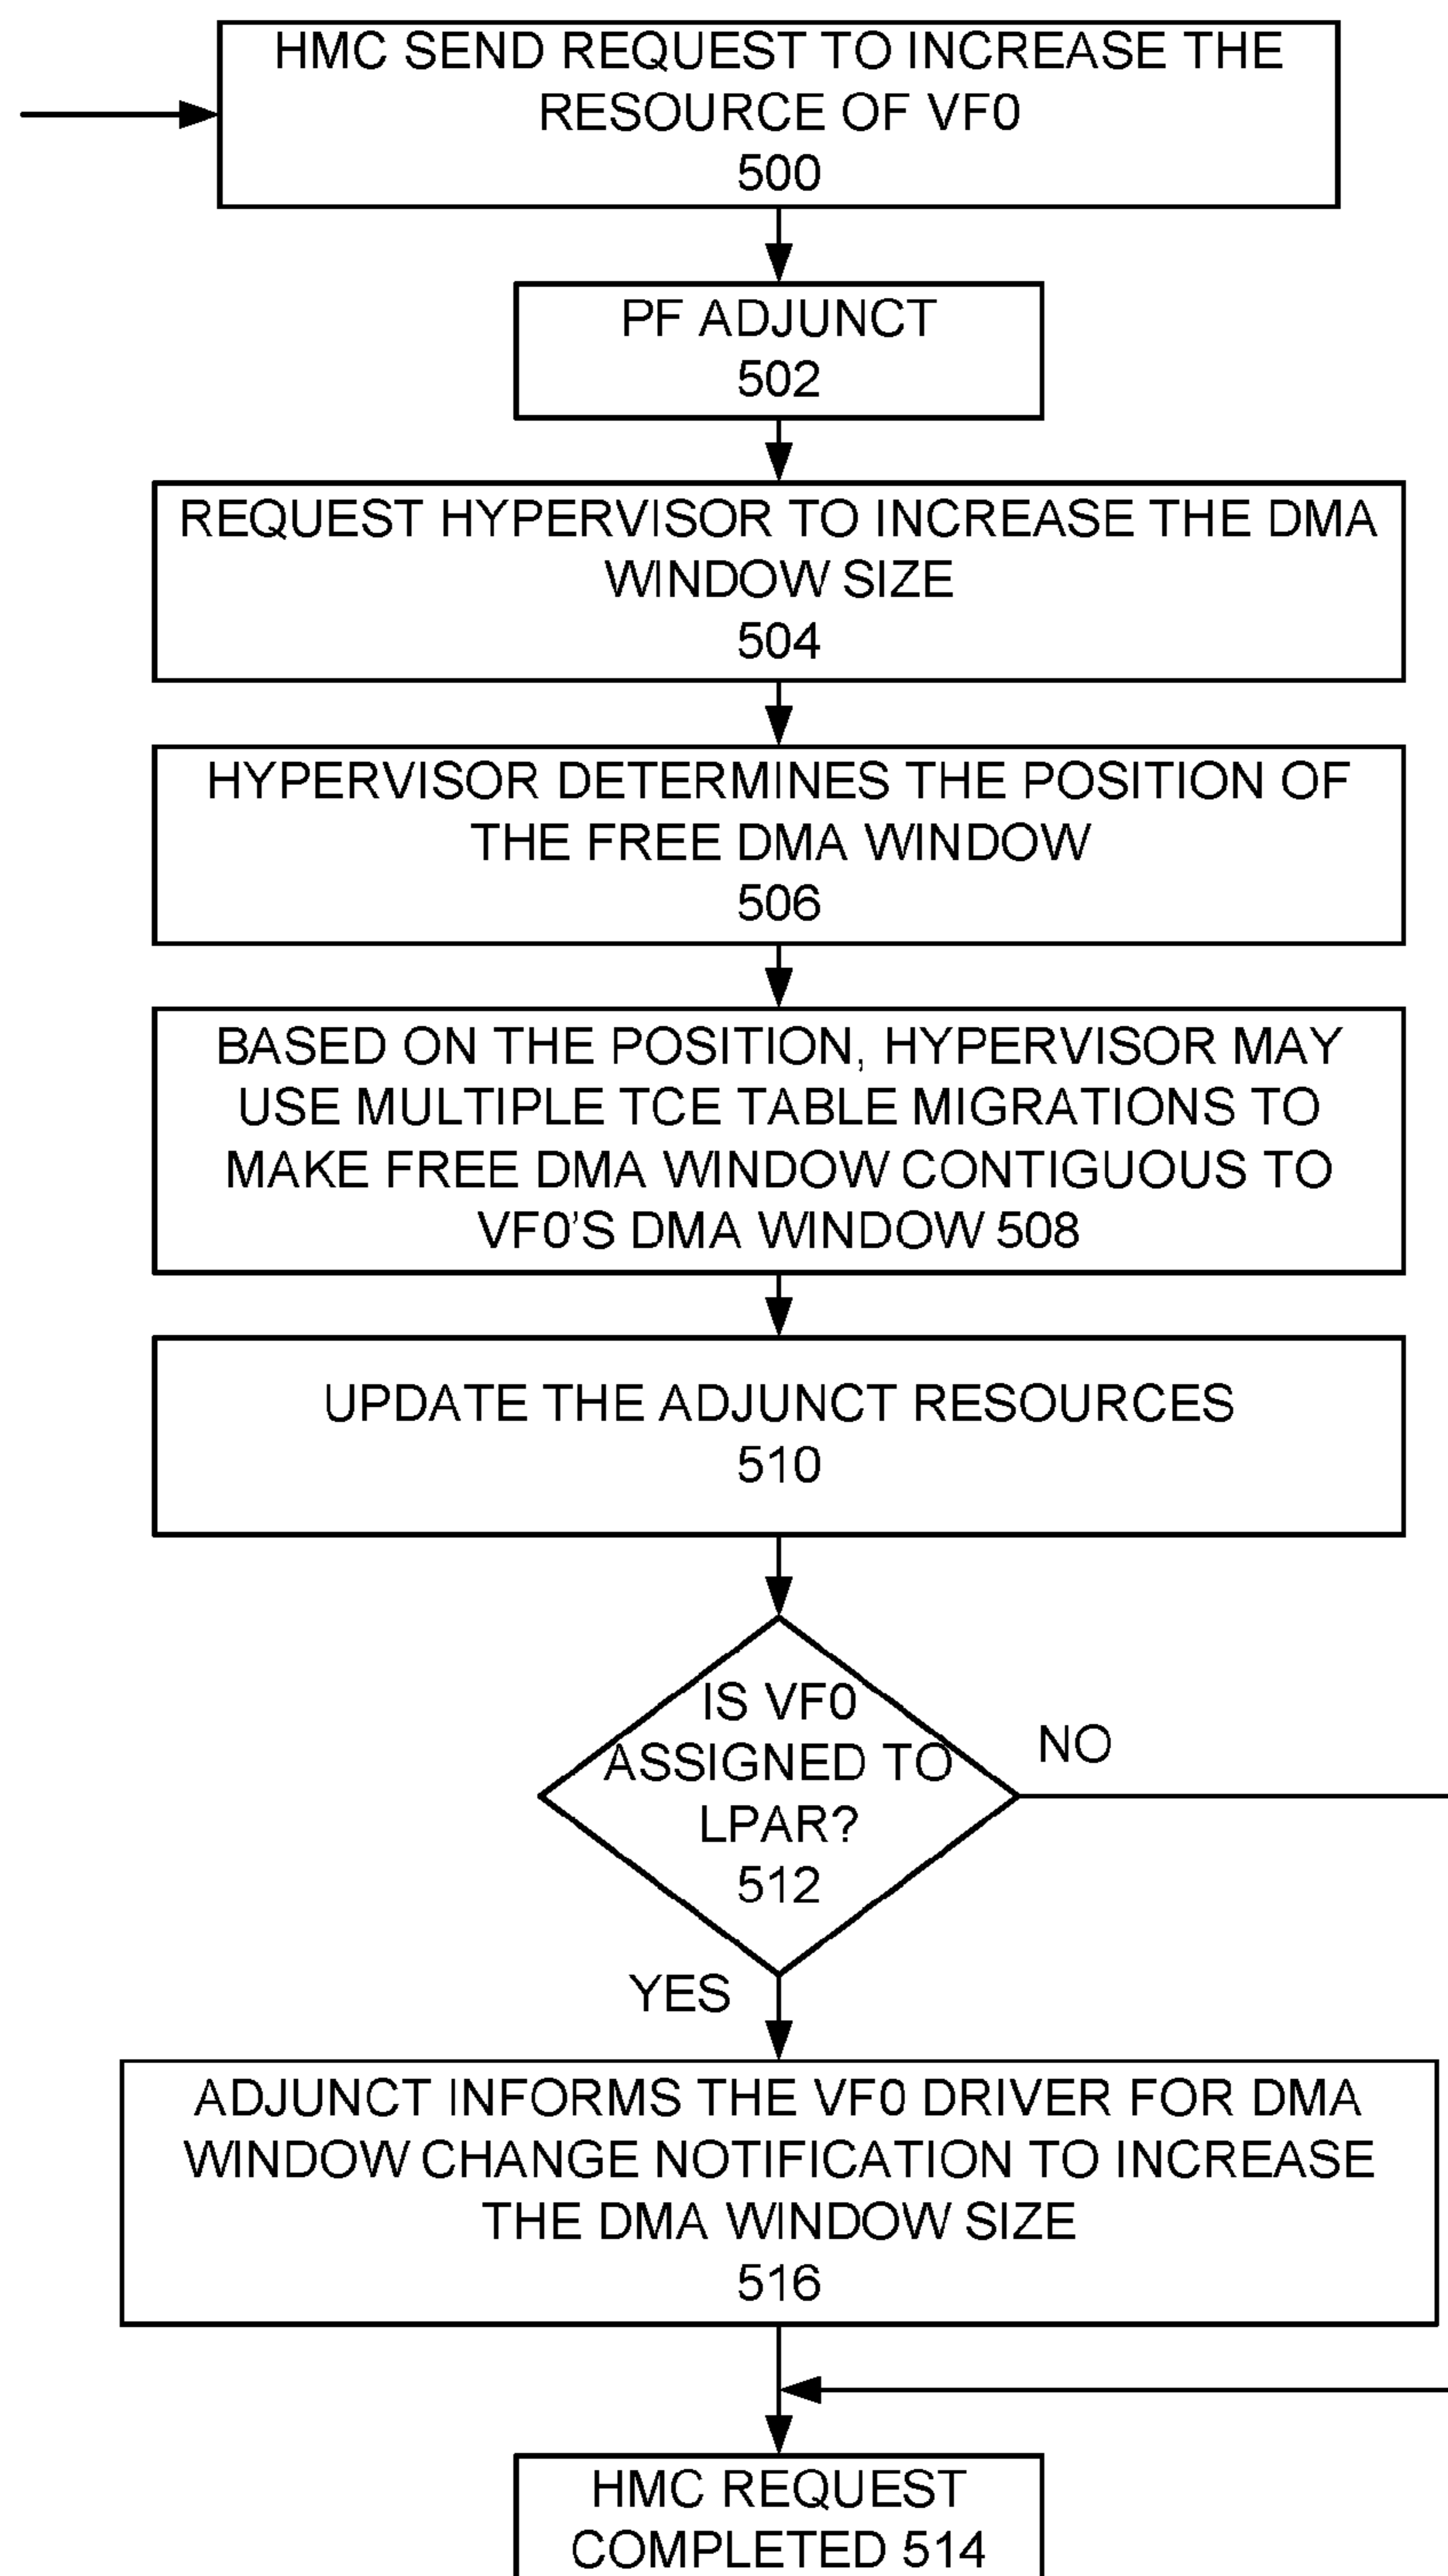 HMC SEND REQUEST TO INCREASE THE
RESOURCE OF VF0
500
PF ADJUNCT
502
REQUEST HYPERVISOR TO INCREASE THE DMA
WINDOW SIZE
504
HYPERVISOR DETERMINES THE POSITION OF
THE FREE DMA WINDOW
506
BASED ON THE POSITION, HYPERVISOR MAY
USE MULTIPLE TCE TABLE MIGRATIONS TO
MAKE FREE DMA WINDOW CONTIGUOUS TO
VF0'S DMA WINDOW 508
UPDATE THE ADJUNCT RESOURCES
510
IS VF0
ASSIGNED TO
LPAR?
512
NO
YES
ADJUNCT INFORMS THE VF0 DRIVER FOR DMA
WINDOW CHANGE NOTIFICATION TO INCREASE
THE DMA WINDOW SIZE
516
HMC REQUEST
COMPLETED 514